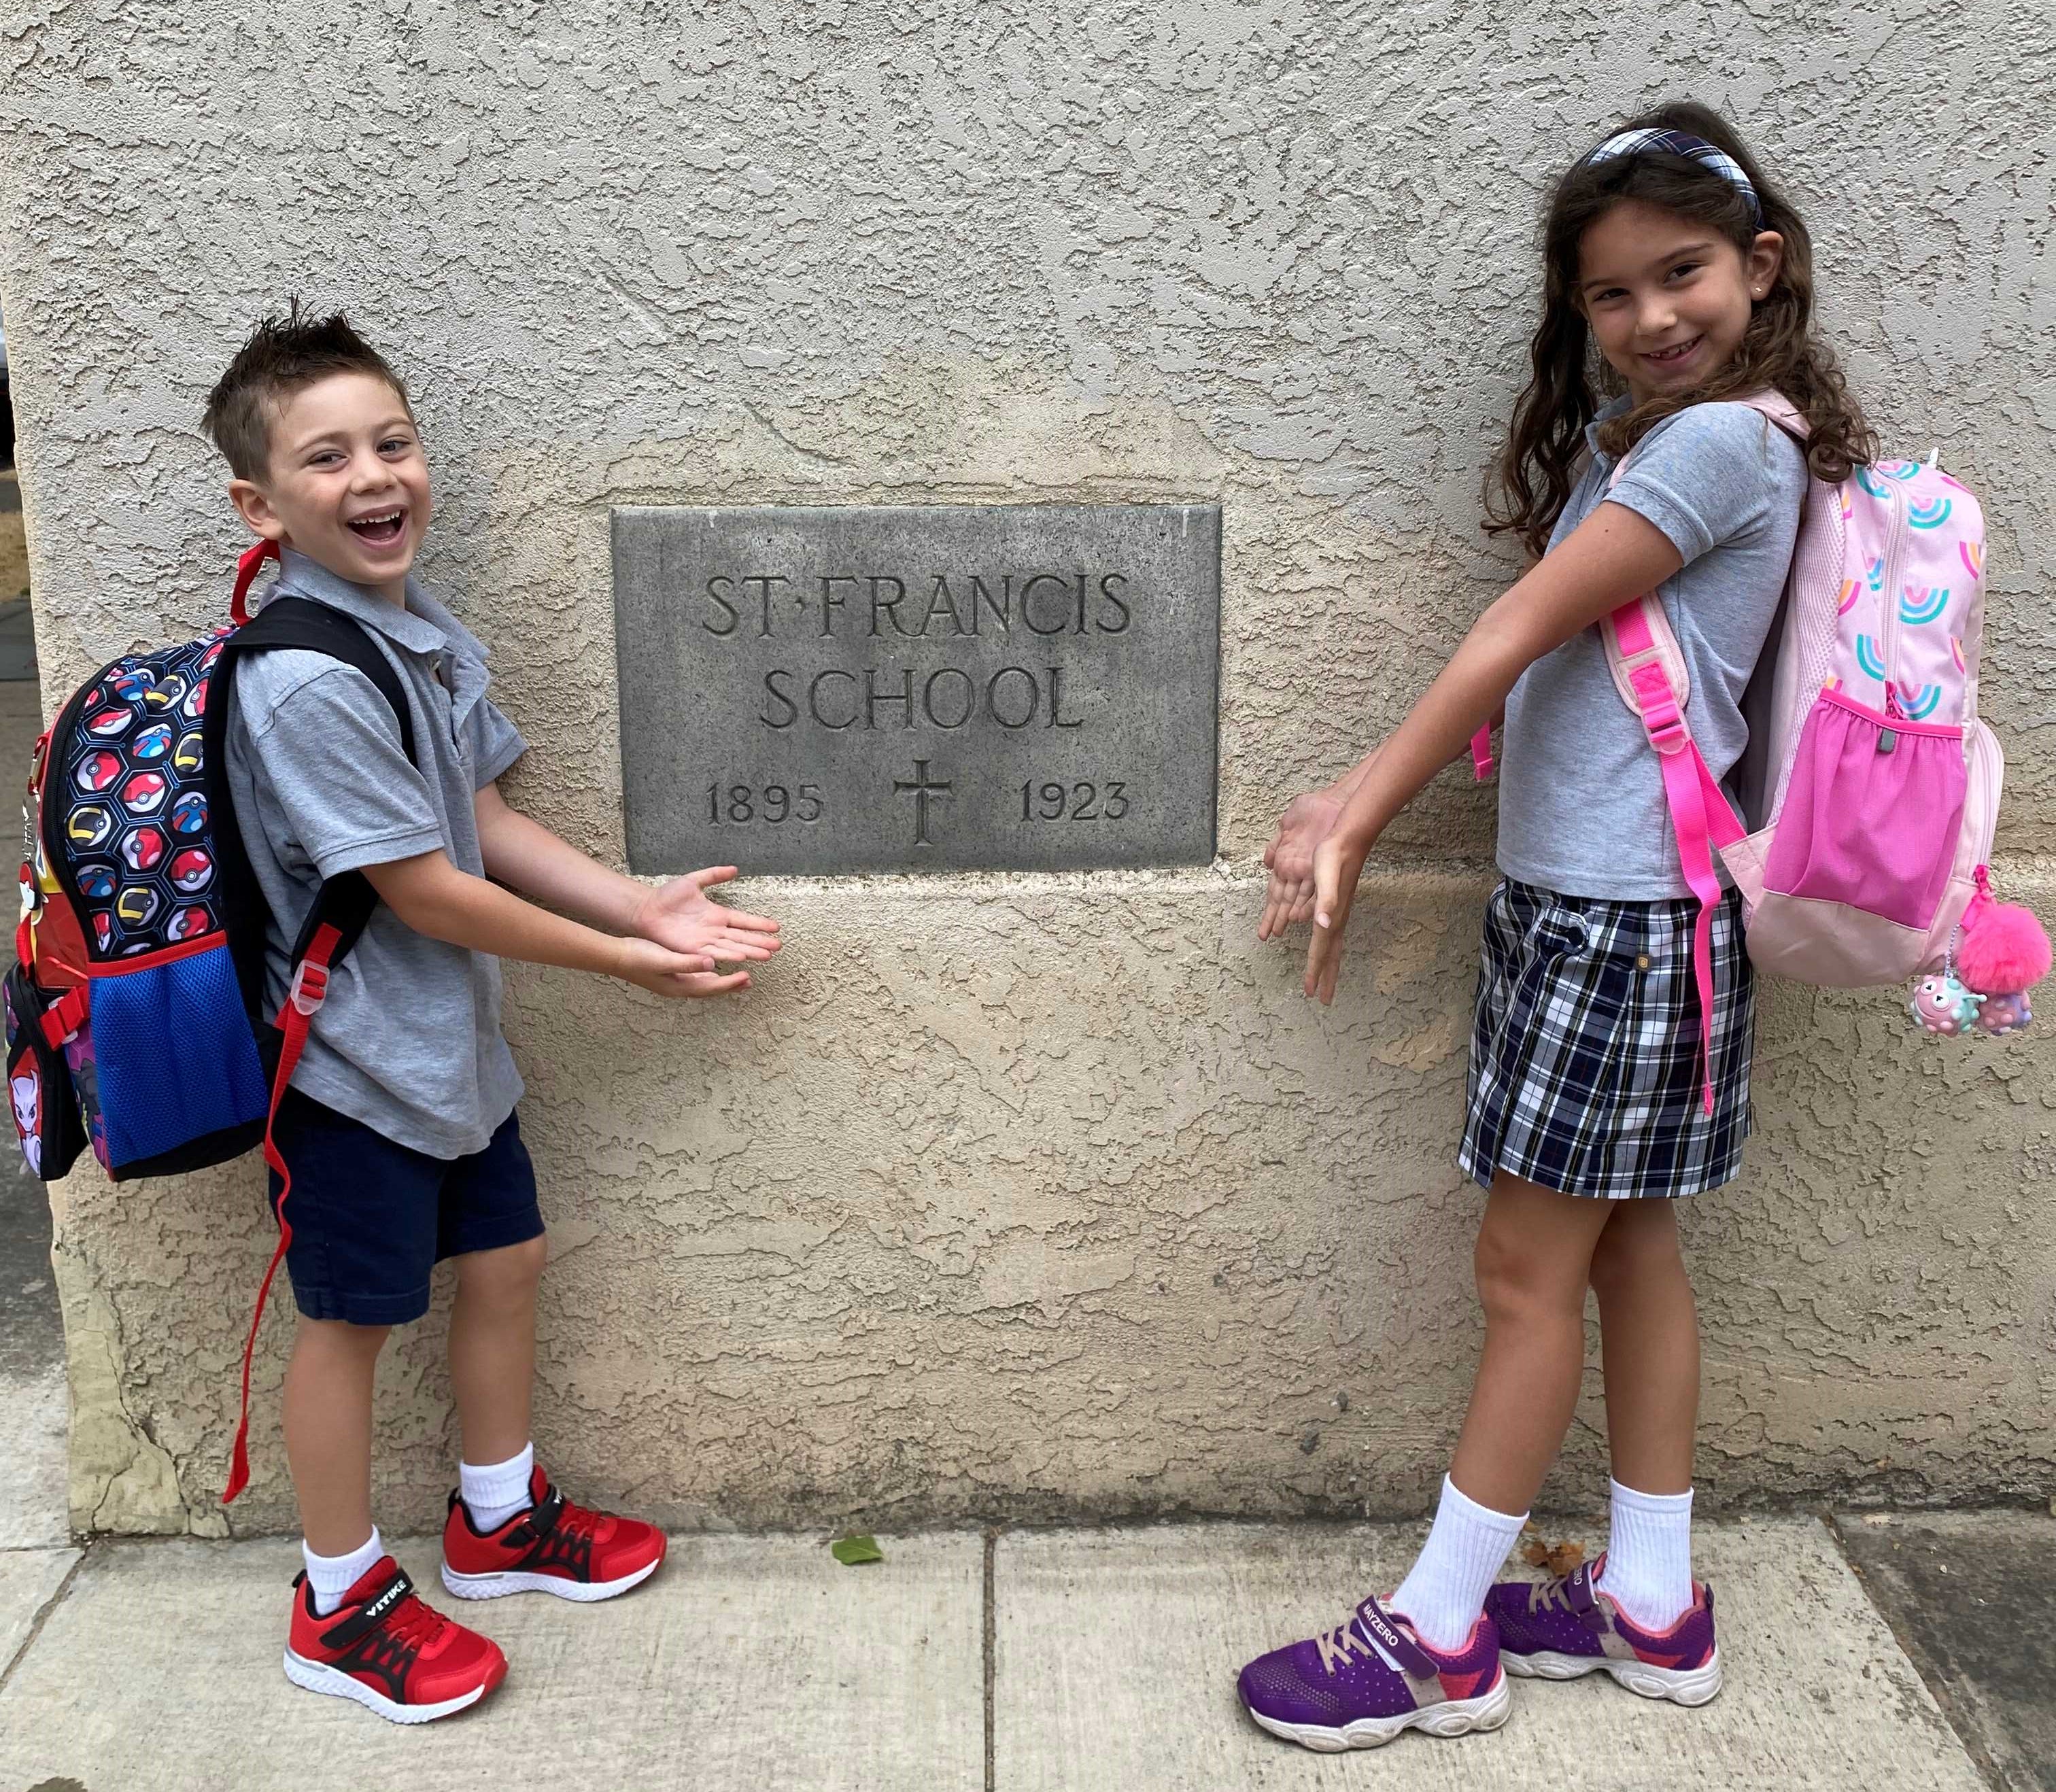 ST·FRANCIS
SCHOOL
1895 1923
VITIKE
MAYZERO